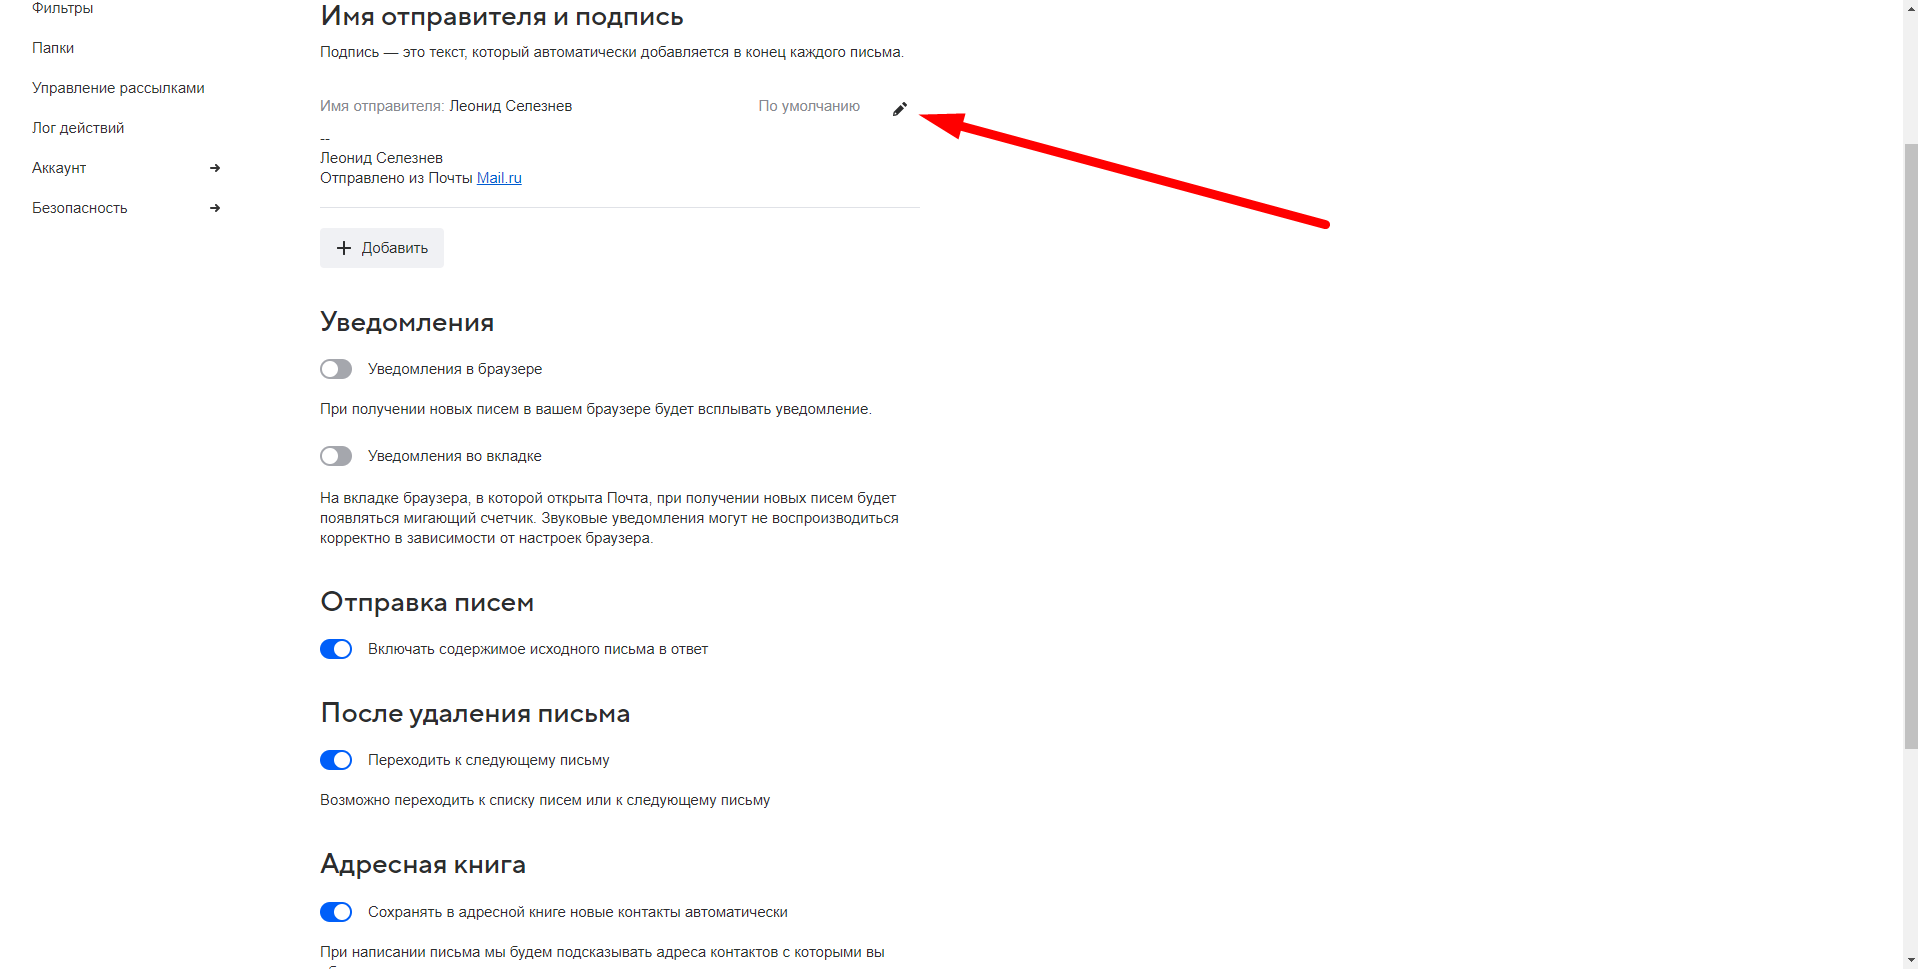 Фильтры
Папки
Управление рассылками
Лог действий
Аккаунт
Безопасность
Имя отправителя и подпись
Подпись — это текст, который автоматически добавляется в конец каждого письма.
Имя отправителя: Леонид Селезнев По умолчанию
--
Леонид Селезнев
Отправлено из Почты Mail.ru
Добавить
Уведомления
Уведомления в браузере
При получении новых писем в вашем браузере будет всплывать уведомление.
Уведомления во вкладке
На вкладке браузера, в которой открыта Почта, при получении новых писем будет
появляться мигающий счетчик. Звуковые уведомления могут не воспроизводиться
корректно в зависимости от настроек браузера.
Отправка писем
Включать содержимое исходного письма в ответ
После удаления письма
Переходить к следующему письму
Возможно переходить к списку писем или к следующему письму
Адресная книга
Сохранять в адресной книге новые контакты автоматически
При написании письма мы будем подсказывать адреса контактов с которыми вы